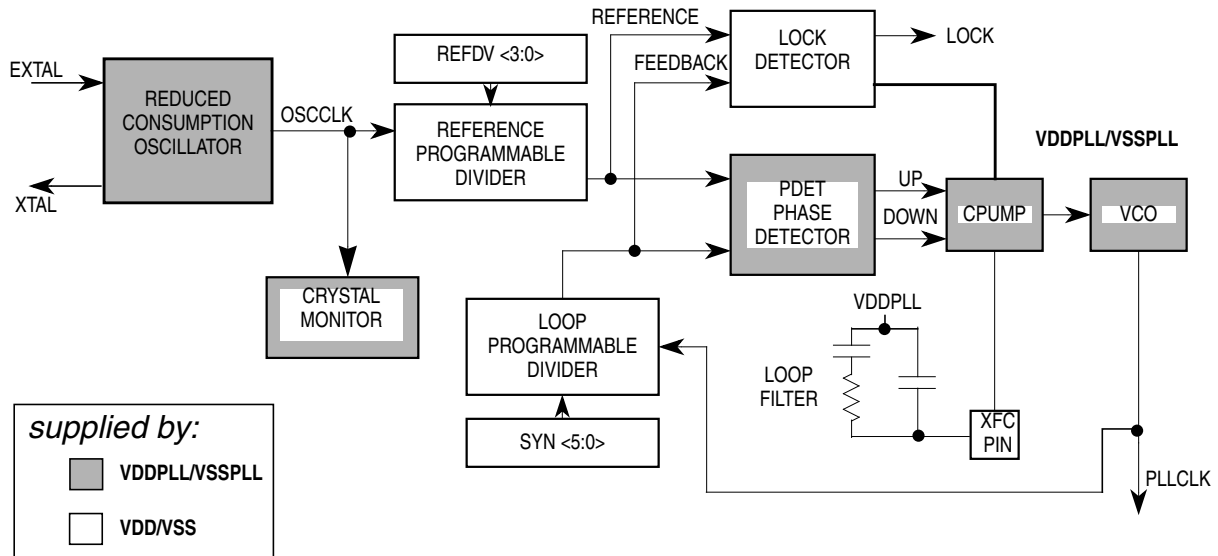 REFERENCE
REFDV <3:0>
LOCK
DETECTOR
LOCK
FEEDBACK
EXTAL
REDUCED
CONSUMPTION
OSCILLATOR
OSCCLK
REFERENCE
PROGRAMMABLE
DIVIDER
XTAL
VDDPLL/VSSPLL
PDET
PHASE
DETECTOR
UP
DOWN
CPUMP
VCO
CRYSTAL
MONITOR
LOOP
PROGRAMMABLE
DIVIDER
VDDPLL
LOOP
FILTER
XFC
PIN
SYN <5:0>
PLLCLK
supplied by:
VDDPLL/VSSPLL
VDD/VSS